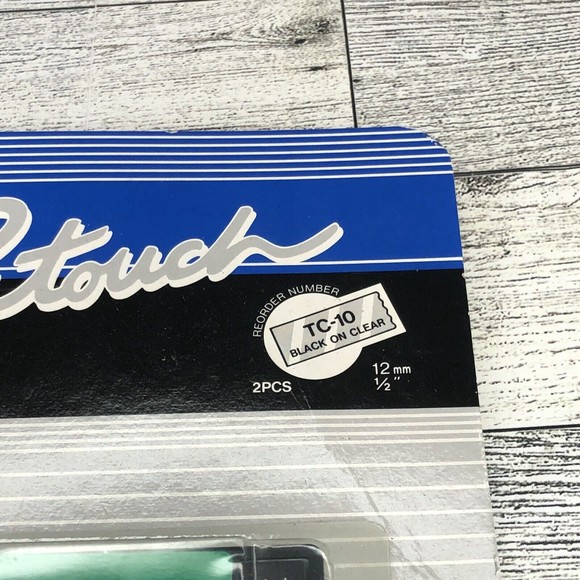 touch
REORDER NUMBER
TC-10
BLACK ON CLEAR
2PCS
12 mm
1/2"